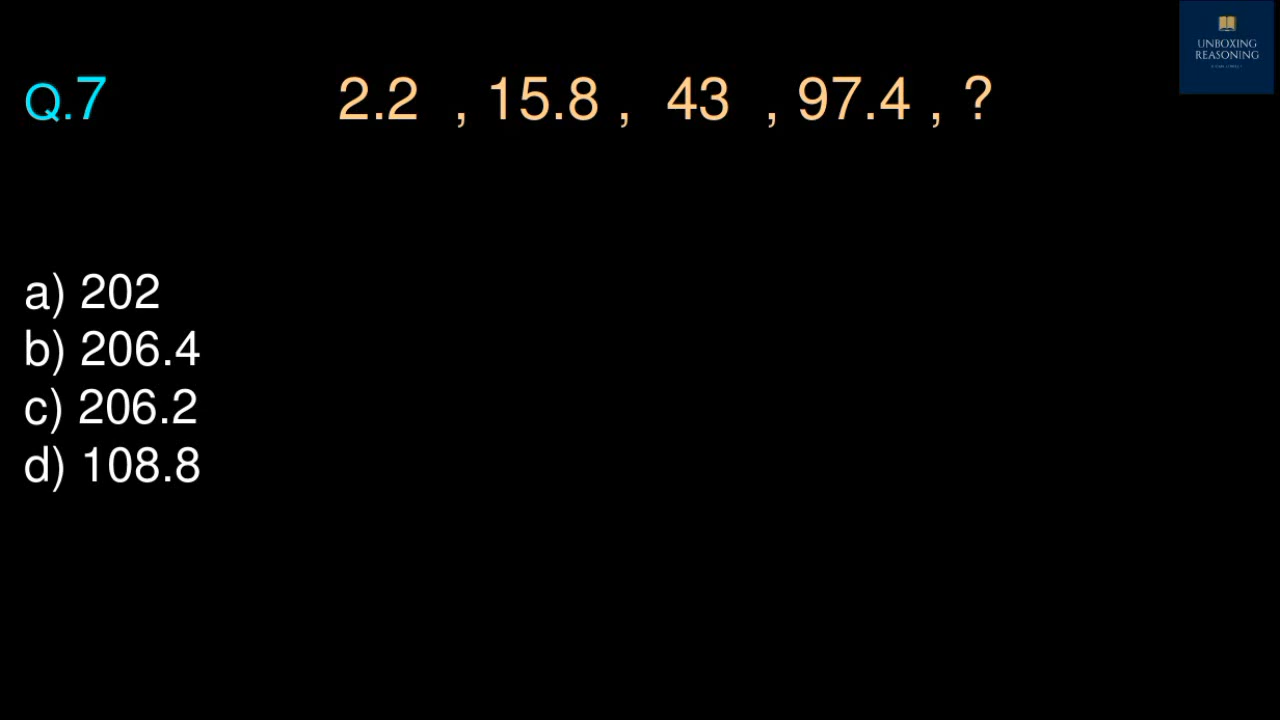 UNBOXING
REASONING
Q.7 2.2 , 15.8 , 43 , 97.4 , ?
a) 202
b) 206.4
c) 206.2
d) 108.8